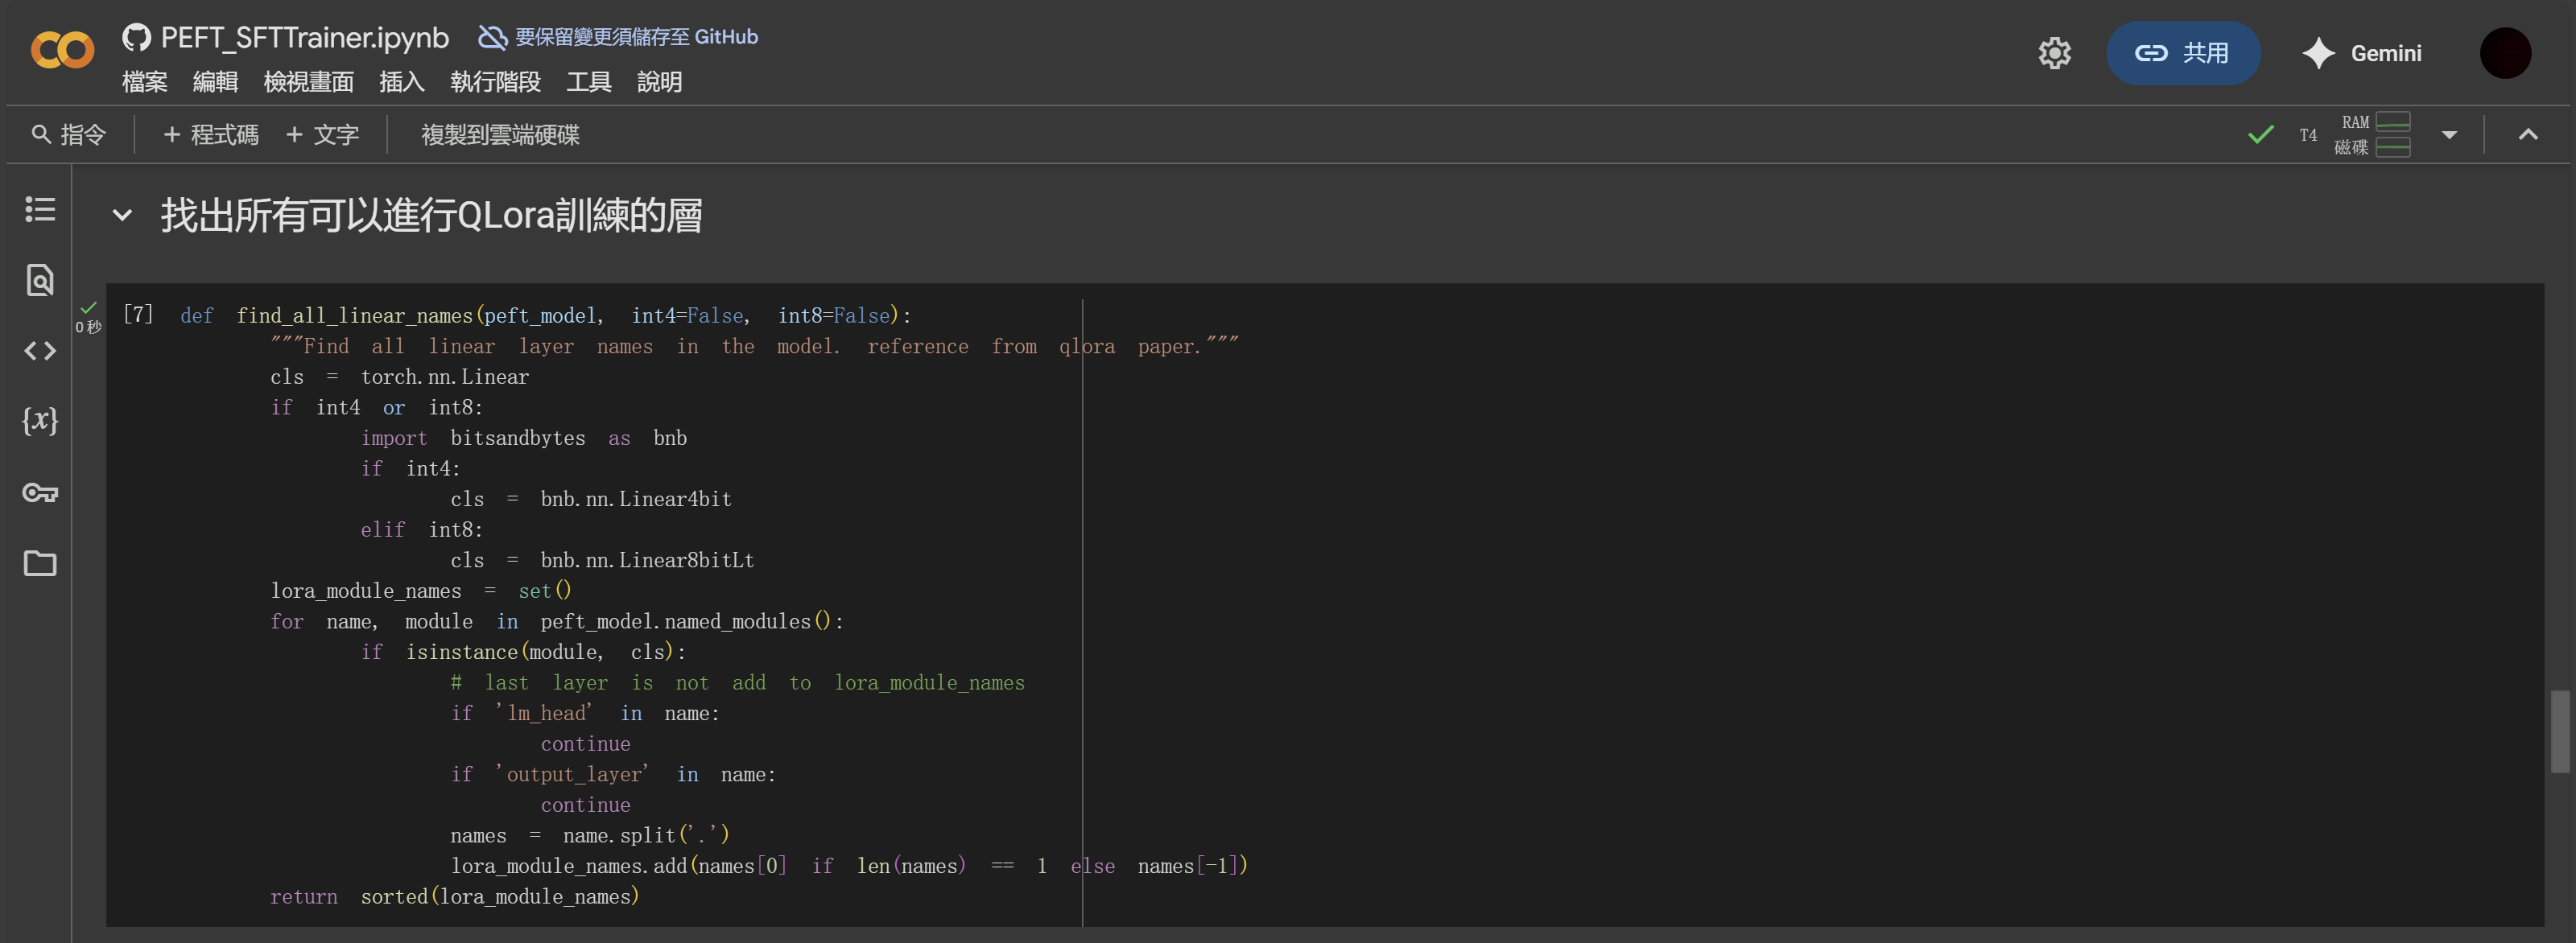 PEFT_SFTTrainer.ipynb 要保留變更須儲存至 GitHub
檔案 編輯 檢視畫面 插入 執行階段 工具 說明
共用 Gemini
指令 + 程式碼 + 文字 複製到雲端硬碟
T4 RAM
磁碟
找出所有可以進行QLora訓練的層
0 秒
[7] def find_all_linear_names(peft_model, int4=False, int8=False):
"""Find all linear layer names in the model. reference from qlora paper."""
cls = torch.nn.Linear
if int4 or int8:
import bitsandbytes as bnb
if int4:
cls = bnb.nn.Linear4bit
elif int8:
cls = bnb.nn.Linear8bitLt
lora_module_names = set()
for name, module in peft_model.named_modules():
if isinstance(module, cls):
# last layer is not add to lora_module_names
if 'lm_head' in name:
continue
if 'output_layer' in name:
continue
names = name.split('.')
lora_module_names.add(names[0] if len(names) == 1 else names[-1])
return sorted(lora_module_names)